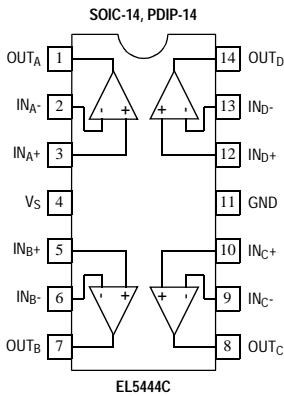 SOIC-14, PDIP-14
OUTA 1 14 OUTD
- + + -
INA- 2 13 IND-
INA+ 3 12 IND+
VS 4 11 GND
INB+ 5 10 INC+
- + + -
INB- 6 9 INC-
OUTB 7 8 OUTC
EL5444C